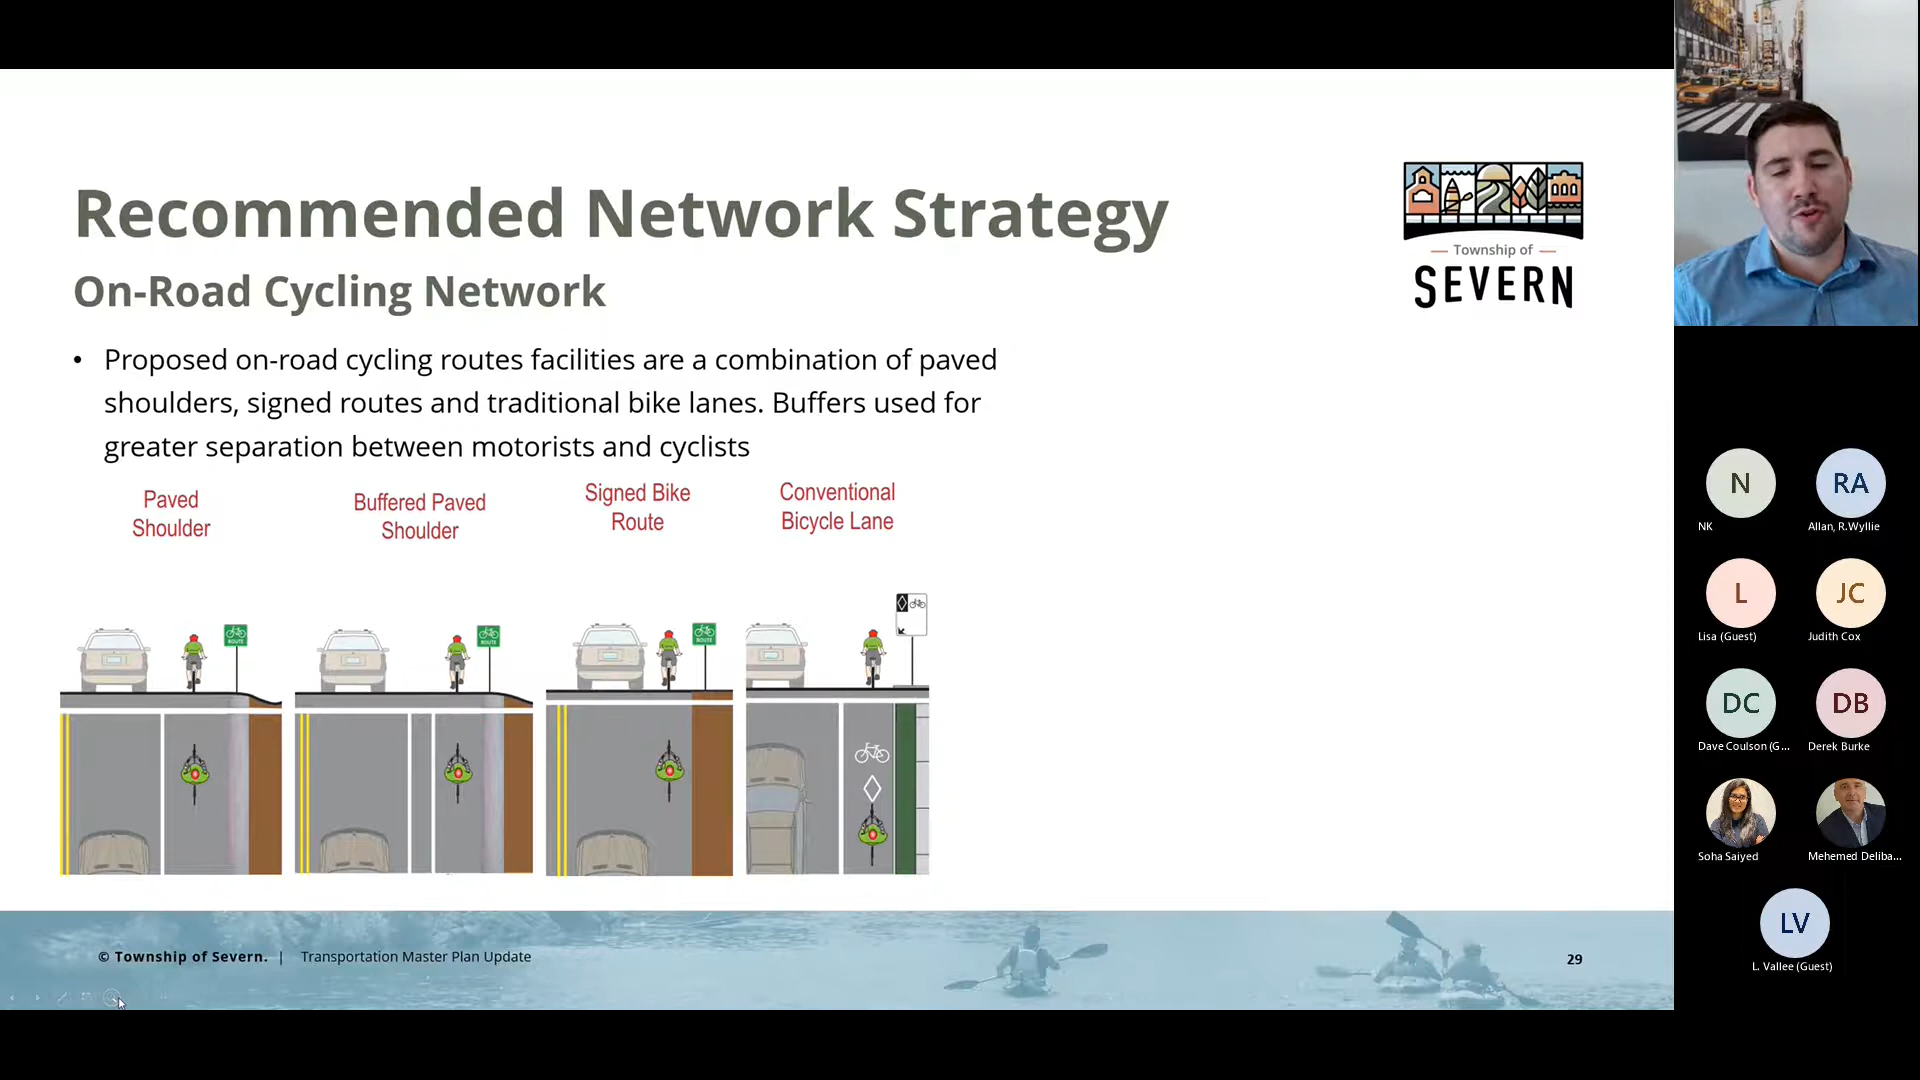 Recommended Network Strategy
On-Road Cycling Network
Township of
SEVERN
• Proposed on-road cycling routes facilities are a combination of paved
shoulders, signed routes and traditional bike lanes. Buffers used for
greater separation between motorists and cyclists
Paved
Shoulder
Buffered Paved
Shoulder
Signed Bike
Route
Conventional
Bicycle Lane
ROUTE
ROUTE
ROUTE
© Township of Severn. | Transportation Master Plan Update
29
N
NK
RA
Allan, R.Wyllie
L
Lisa (Guest)
JC
Judith Cox
DC
Dave Coulson (G...
DB
Derek Burke
Soha Saiyed
Mehemed Deliba...
LV
L. Vallee (Guest)